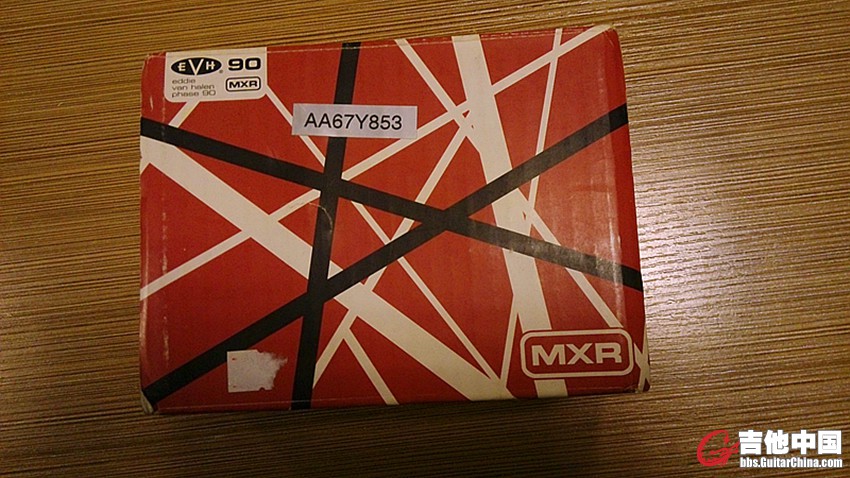 EVH® 90
eddie
van halen
phase 90
MXR
AA67Y853
MXR
吉他中国
bbs.GuitarChina.com